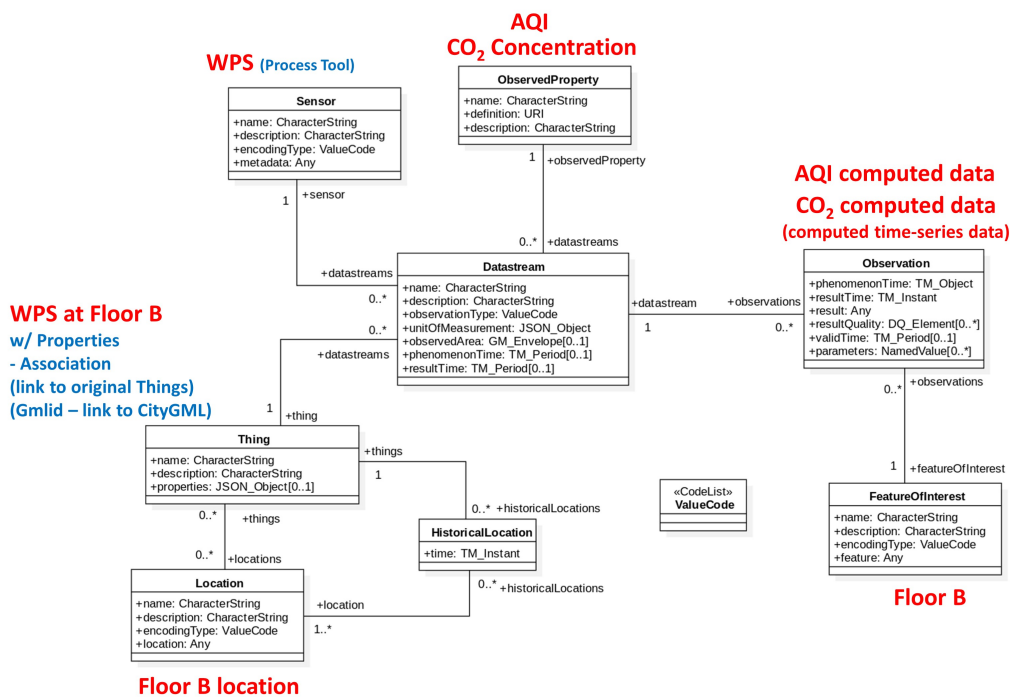 AQI
CO₂ Concentration
WPS (Process Tool)
ObservedProperty
+name: CharacterString
+definition: URI
+description: CharacterString
Sensor
+name: CharacterString
+description: CharacterString
+encodingType: ValueCode
+metadata: Any
1
+observedProperty
1
+sensor
AQI computed data
CO₂ computed data
(computed time-series data)
0..*
+datastreams
Datastream
+name: CharacterString
+description: CharacterString
+observationType: ValueCode
+unitOfMeasurement: JSON_Object
+observedArea: GM_Envelope[0..1]
+phenomenonTime: TM_Period[0..1]
+resultTime: TM_Period[0..1]
+datastreams
0..*
0..*
+datastreams
+datastream
1
+observations
0..*
Observation
+phenomenonTime: TM_Object
+resultTime: TM_Instant
+result: Any
+resultQuality: DQ_Element[0..*]
+validTime: TM_Period[0..1]
+parameters: NamedValue[0..*]
WPS at Floor B
w/ Properties
- Association
(link to original Things)
(Gmlid – link to CityGML)
0..*
+observations
1
+thing
Thing
+name: CharacterString
+description: CharacterString
+properties: JSON_Object[0..1]
+things
1
1
+featureOfInterest
«CodeList»
ValueCode
FeatureOfInterest
+name: CharacterString
+description: CharacterString
+encodingType: ValueCode
+feature: Any
0..*
+things
0..*
+historicalLocations
HistoricalLocation
+time: TM_Instant
0..*
+locations
0..*
+historicalLocations
Location
+name: CharacterString
+description: CharacterString
+encodingType: ValueCode
+location: Any
+location
1..*
Floor B
Floor B location